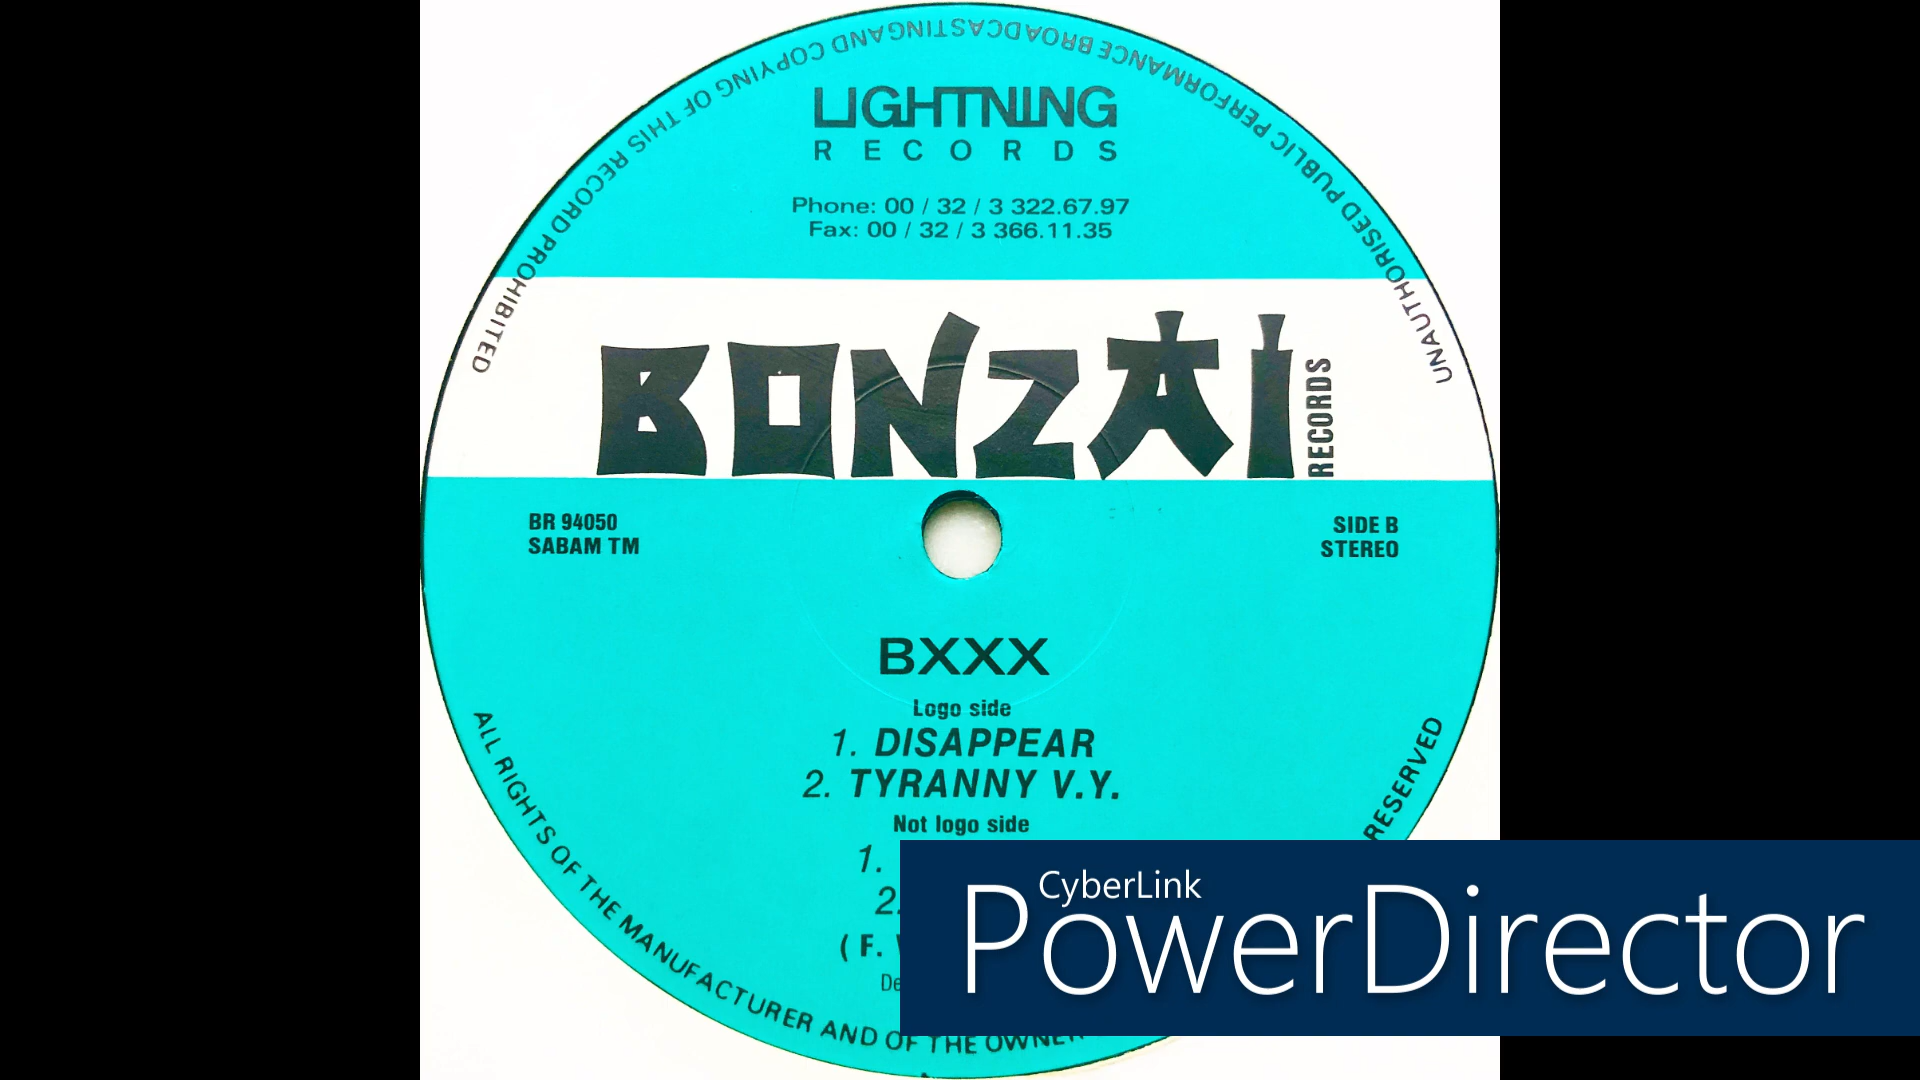 UNAUTHORISED PUBLIC PERFORMANCE BROADCASTING AND COPYING OF THIS RECORD PROHIBITED
LIGHTNING
RECORDS
Phone: 00 / 32 / 3 322.67.97
Fax: 00 / 32 / 3 366.11.35
BONZAI
RECORDS
BR 94050
SABAM TM
SIDE B
STEREO
BXXX
Logo side
1. DISAPPEAR
2. TYRANNY V.Y.
Not logo side
1.
2.
( F.
ALL RIGHTS OF THE MANUFACTURER AND OF THE OWNER
RESERVED
CyberLink
PowerDirector